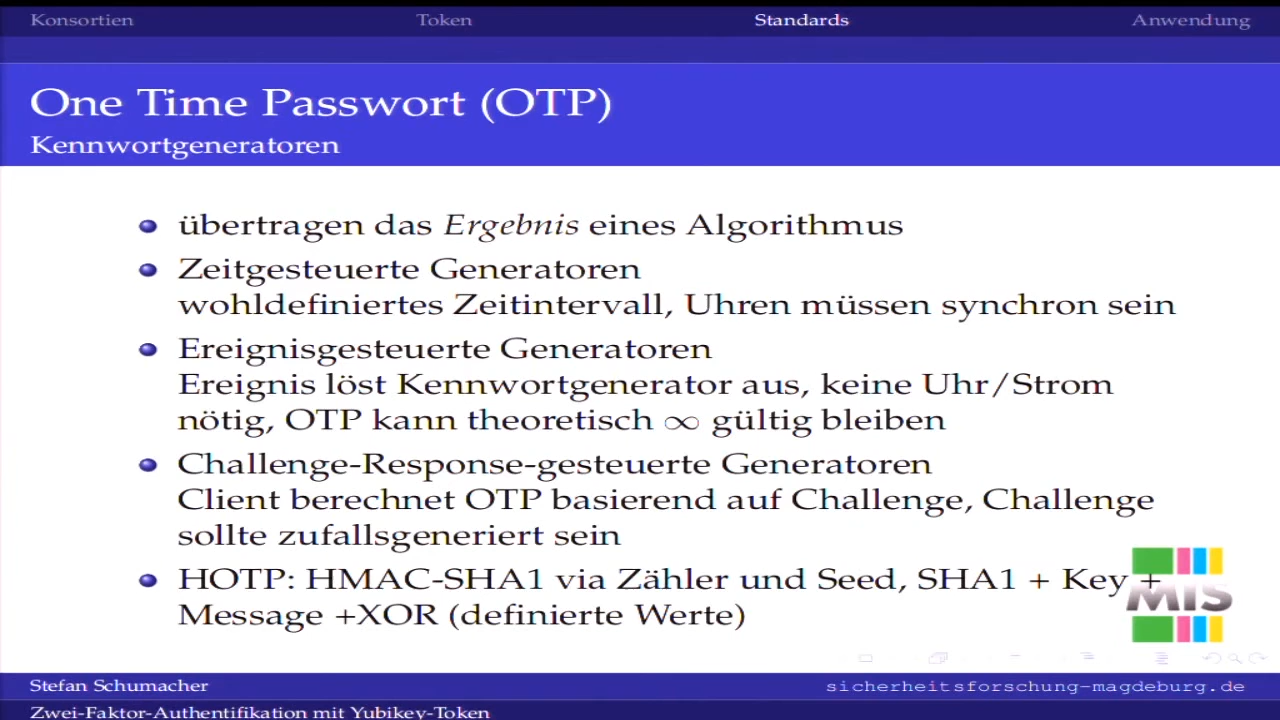 Konsortien Token Standards Anwendung
One Time Passwort (OTP)
Kennwortgeneratoren
übertragen das Ergebnis eines Algorithmus
Zeitgesteuerte Generatoren
wohldefiniertes Zeitintervall, Uhren müssen synchron sein
Ereignisgesteuerte Generatoren
Ereignis löst Kennwortgenerator aus, keine Uhr/Strom
nötig, OTP kann theoretisch ∞ gültig bleiben
Challenge-Response-gesteuerte Generatoren
Client berechnet OTP basierend auf Challenge, Challenge
sollte zufallsgeneriert sein
HOTP: HMAC-SHA1 via Zähler und Seed, SHA1 + Key +
Message +XOR (definierte Werte)
MIS
Stefan Schumacher sicherheitsforschung-magdeburg.de
Zwei-Faktor-Authentifikation mit Yubikey-Token